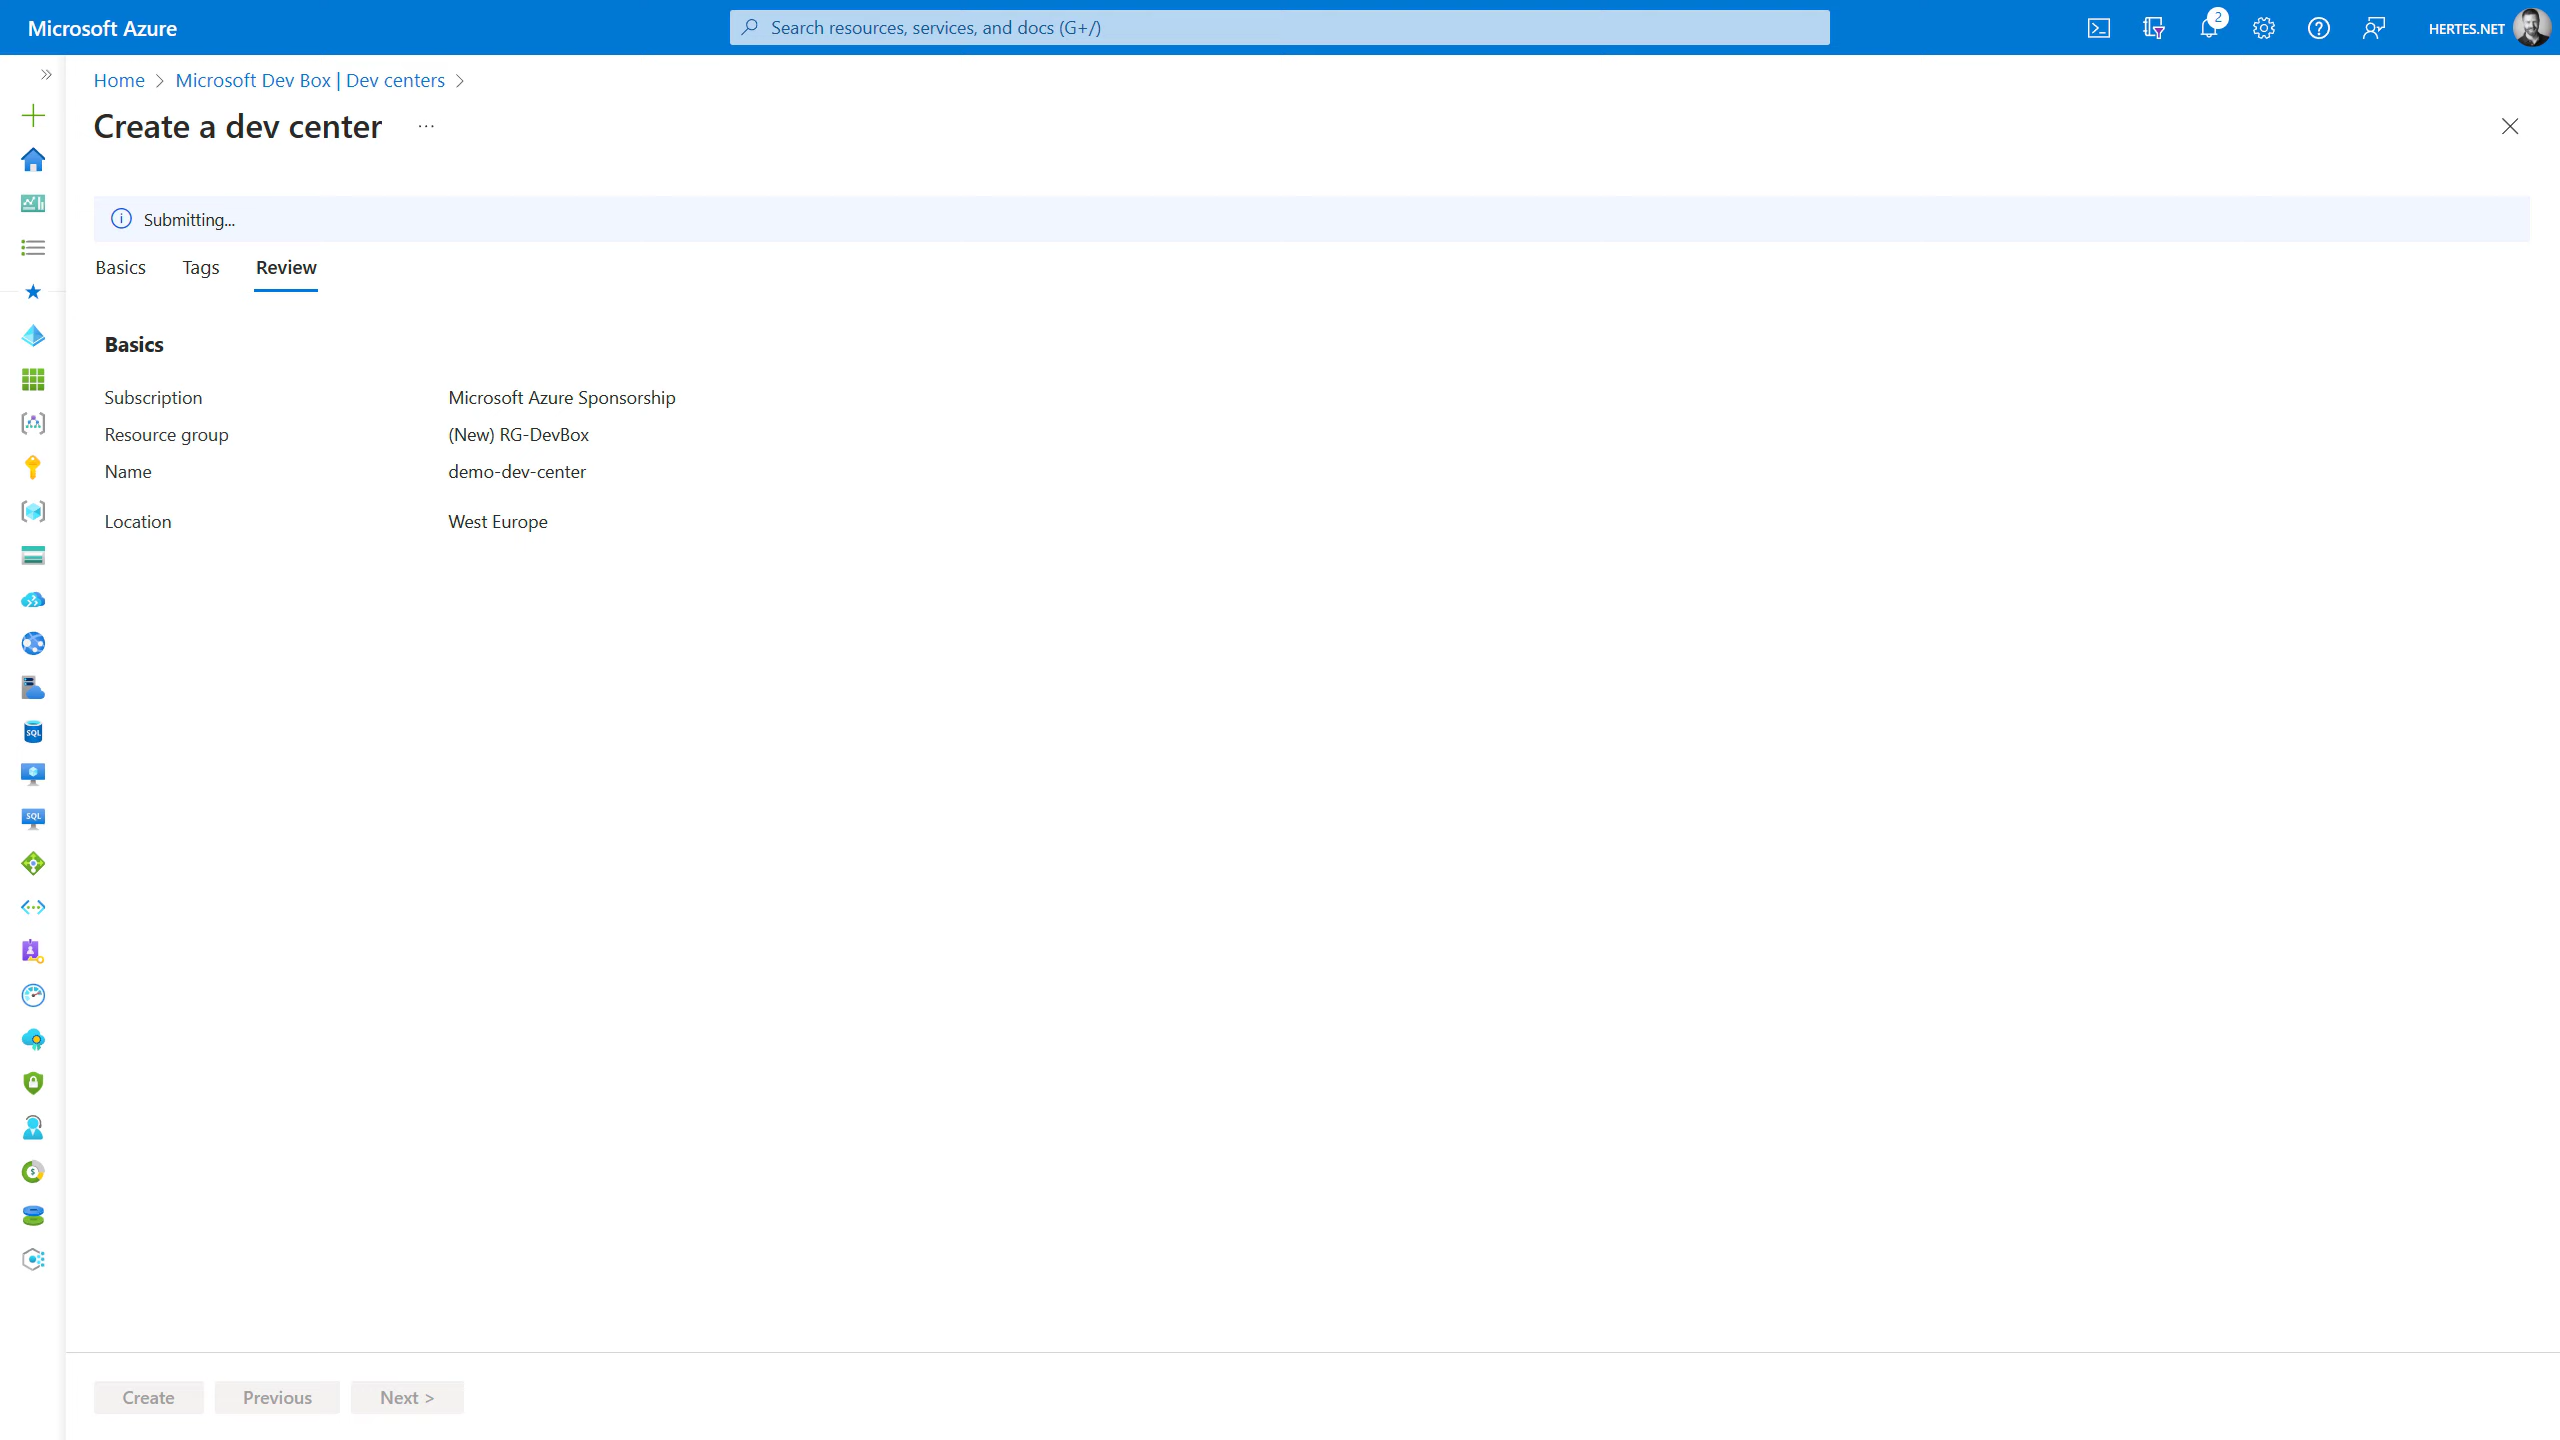 Microsoft Azure
Search resources, services, and docs (G+/)
2
HERTES.NET
Home > Microsoft Dev Box | Dev centers >
Create a dev center ...
Submitting...
Basics Tags Review
Basics
Subscription Microsoft Azure Sponsorship
Resource group (New) RG-DevBox
Name demo-dev-center
Location West Europe
SQL
SQL
Create Previous Next >